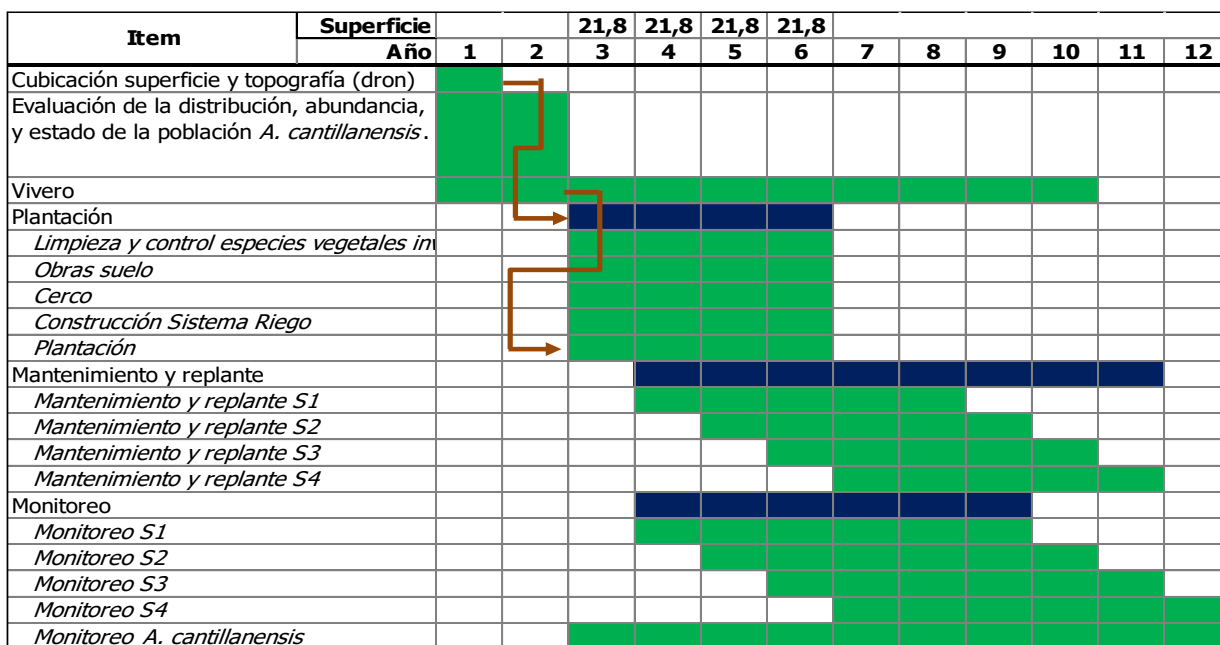 Item Superficie 21,8 21,8 21,8 21,8
Año 1 2 3 4 5 6 7 8 9 10 11 12
Cubicación superficie y topografía (dron)
Evaluación de la distribución, abundancia,
y estado de la población A. cantillanensis.
Vivero
Plantación
Limpieza y control especies vegetales inv
Obras suelo
Cerco
Construcción Sistema Riego
Plantación
Mantenimiento y replante
Mantenimiento y replante S1
Mantenimiento y replante S2
Mantenimiento y replante S3
Mantenimiento y replante S4
Monitoreo
Monitoreo S1
Monitoreo S2
Monitoreo S3
Monitoreo S4
Monitoreo A. cantillanensis